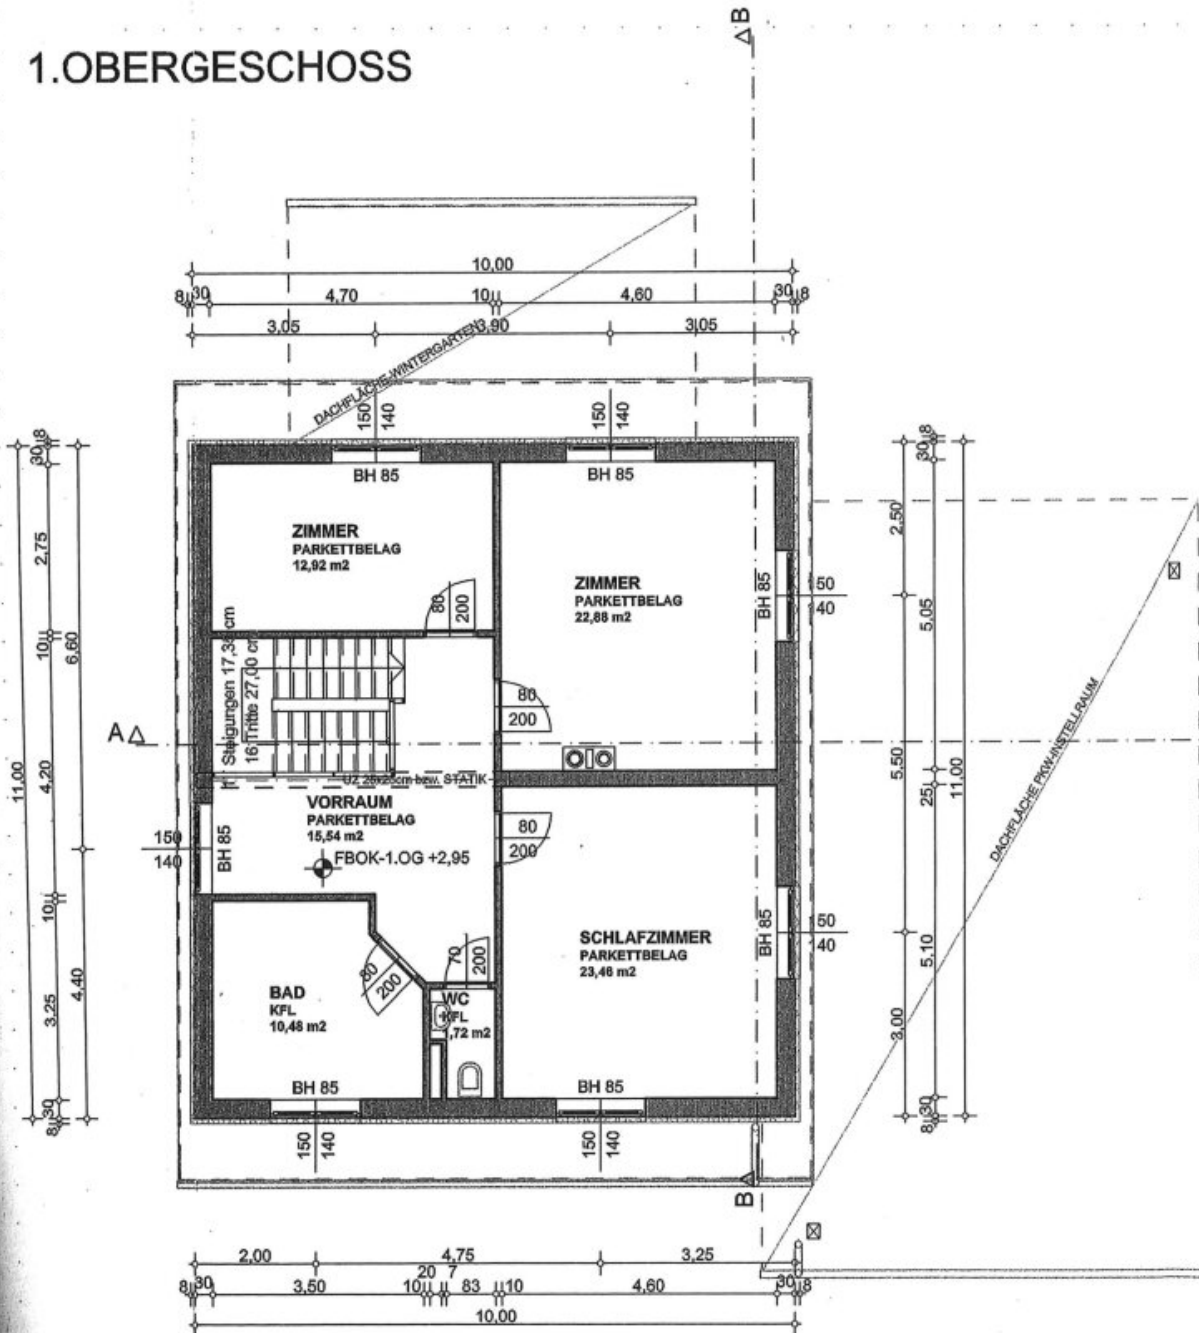 B
1.OBERGESCHOSS
10,00
8 30 4,70 10 4,60 30 8
3,05 3,90 3,05
DACHFLÄCHE-WINTERGARTEN
150 140
150 140
BH 85
BH 85
8
30
2,75
10
4,20
10
3,25
30
8
6,60
4,40
11,00
ZIMMER
PARKETTBELAG
12,92 m2
80
200
ZIMMER
PARKETTBELAG
22,88 m2
BH 85
50
40
80
200
Steigungen 17,35 cm
16 Tritte 27,00 cm
A
UZ 25x25cm bzw. STATIK
VORRAUM
PARKETTBELAG
15,54 m2
FBOK-1.OG +2,95
150
140
BH 85
80
200
SCHLAFZIMMER
PARKETTBELAG
23,46 m2
BH 85
50
40
BAD
KFL
10,48 m2
80
200
70
200
WC
KFL
,72 m2
BH 85
BH 85
150 140
150 140
8
30
2,50
5,05
5,50
25
11,00
5,10
3,00
30
8
DACHFLÄCHE PKW-INSTELLRAUM
B
2,00 4,75 3,25
8 30 3,50 10 20 7 83 10 4,60 30 8
10,00